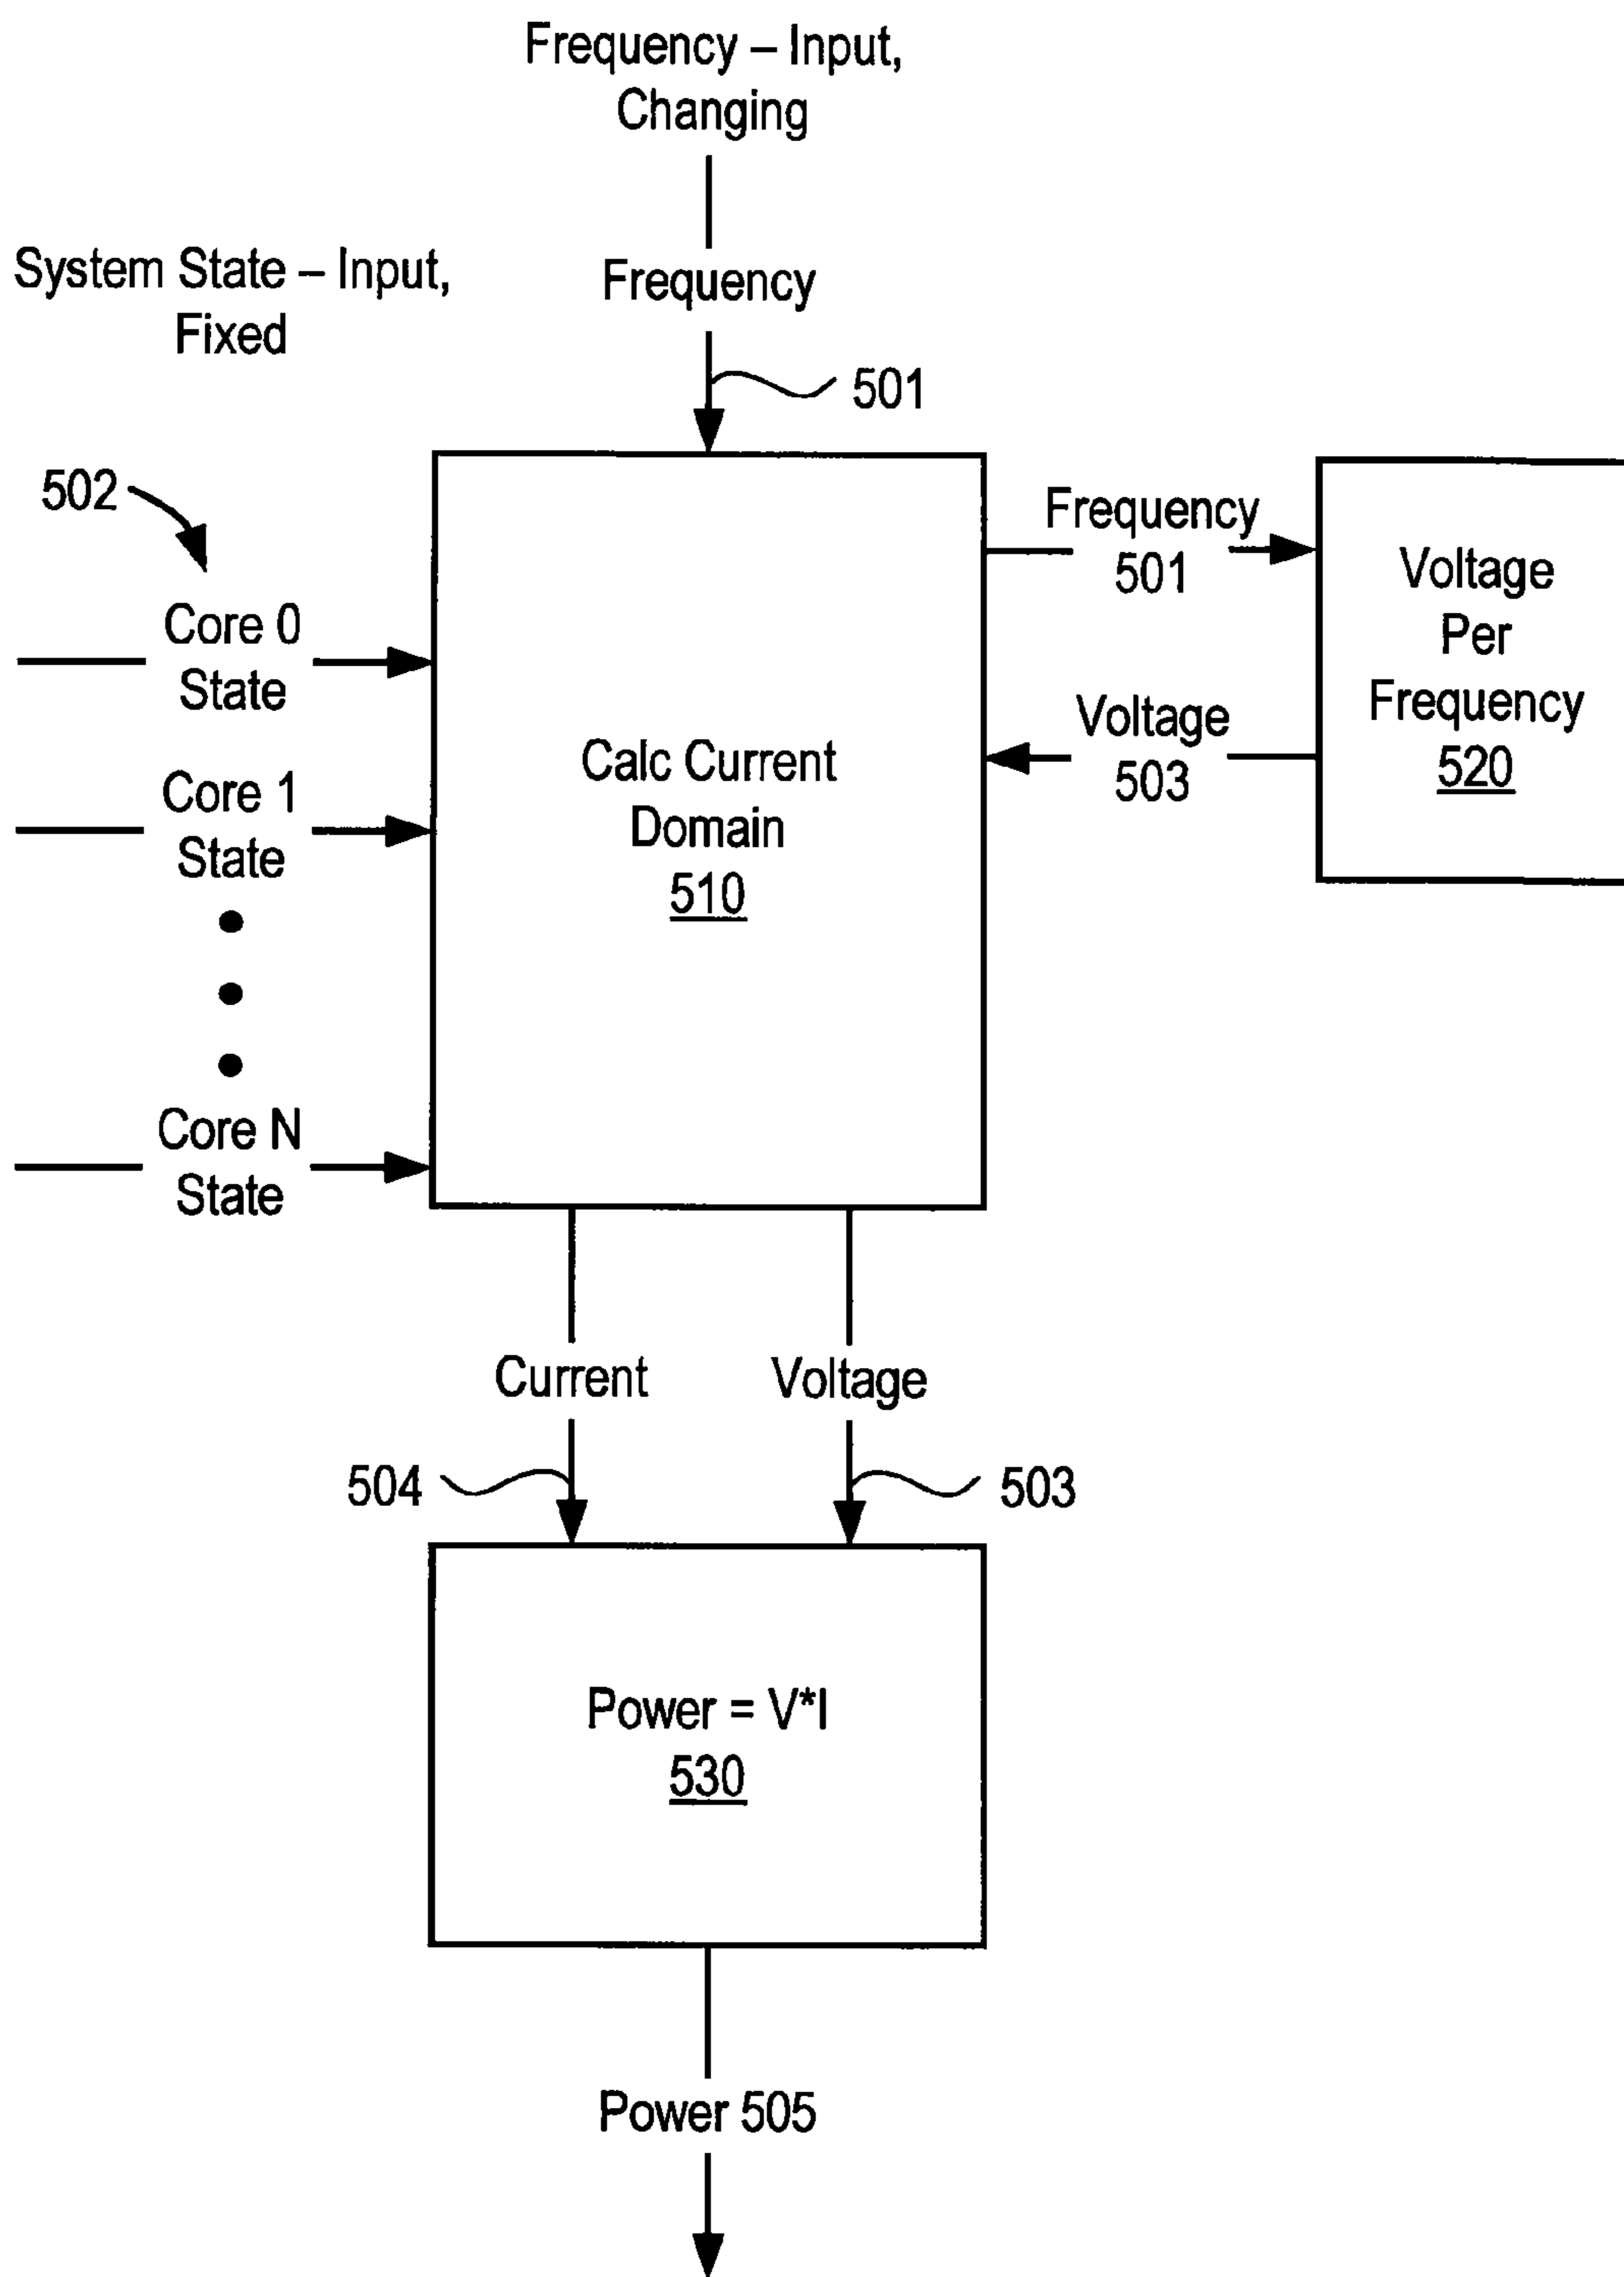 Frequency – Input,
Changing
System State – Input,
Fixed
Frequency
501
502
Core 0
State
Core 1
State
Core N
State
Calc Current
Domain
510
Frequency
501
Voltage
503
Voltage
Per
Frequency
520
Current
Voltage
504
503
Power = V*I
530
Power 505